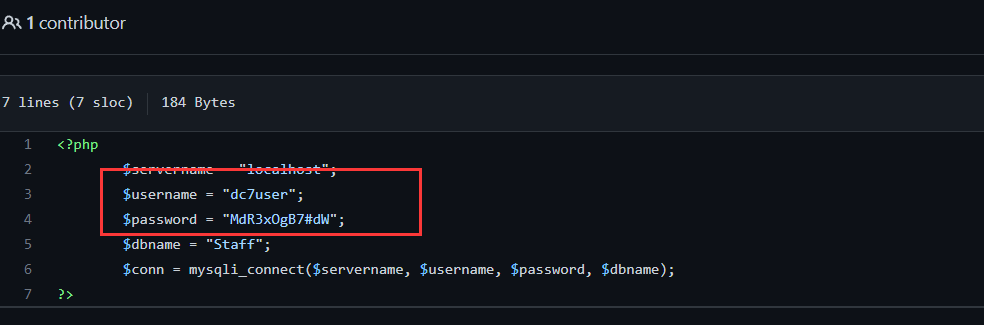 1 contributor
7 lines (7 sloc) 184 Bytes
1 <?php
2 $servername = "localhost";
3 $username = "dc7user";
4 $password = "MdR3xOgB7#dW";
5 $dbname = "Staff";
6 $conn = mysqli_connect($servername, $username, $password, $dbname);
7 ?>